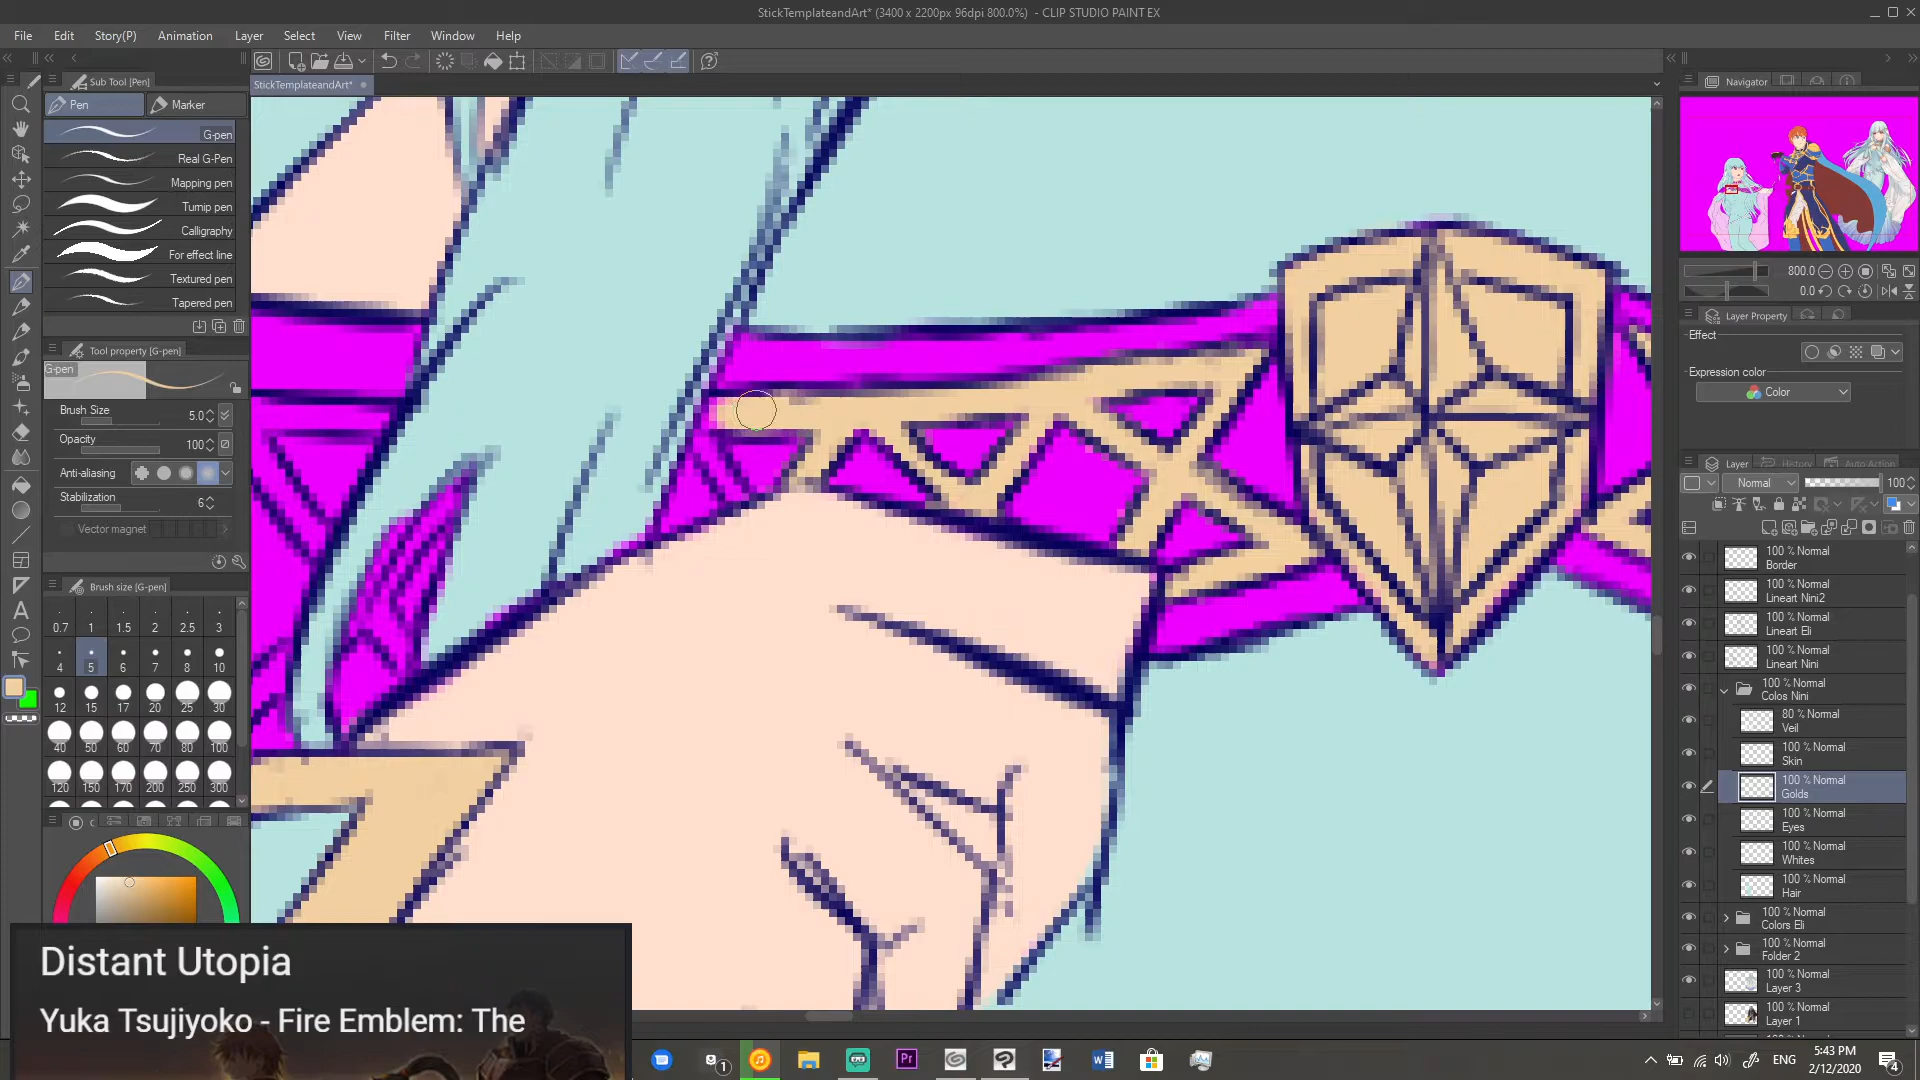 StickTemplateandArt* (3400 x 2200px 96dpi 800.0%) - CLIP STUDIO PAINT EX
File Edit Story(P) Animation Layer Select View Filter Window Help
Sub Tool [Pen]
StickTemplateandArt*
Navigator
Pen Marker
G-pen
Real G-Pen
Mapping pen
Turnip pen
Calligraphy
For effect line
Textured pen
Tapered pen
Tool property [G-pen]
G-pen
Brush Size 5.0
Opacity 100
Anti-aliasing
Stabilization 6
Vector magnet
Brush size [G-pen]
0.7 1 1.5 2 2.5 3
4 5 6 7 8 10
12 15 17 20 25 30
40 50 60 70 80 100
120 150 170 200 250 300
800.0
0.0
Layer Property
Effect
Expression color
Color
Layer History Auto Action
Normal 100
100 % Normal
Border
100 % Normal
Lineart Nini2
100 % Normal
Lineart Eli
100 % Normal
Lineart Nini
100 % Normal
Colos Nini
80 % Normal
Veil
100 % Normal
Skin
100 % Normal
Golds
100 % Normal
Eyes
100 % Normal
Whites
100 % Normal
Hair
100 % Normal
Colors Eli
100 % Normal
Folder 2
100 % Normal
Layer 3
100 % Normal
Layer 1
Distant Utopia
Yuka Tsujiyoko - Fire Emblem: The
1
Pr
ENG
5:43 PM
2/12/2020
4